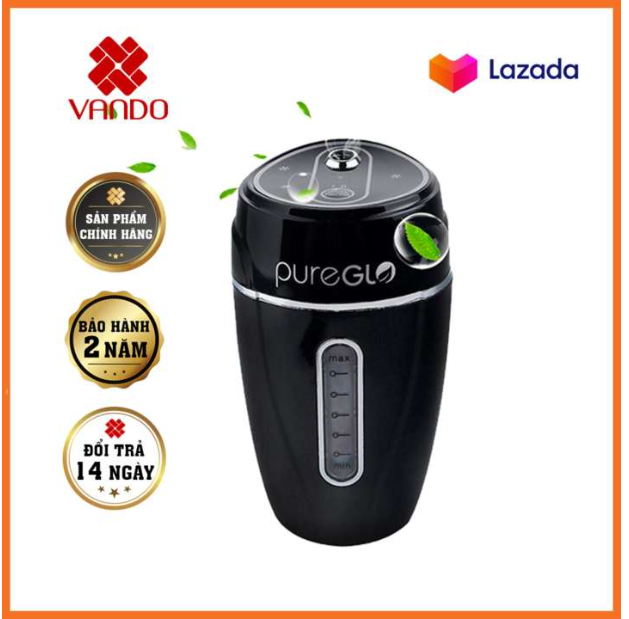 VANDO
Lazada
SẢN PHẨM
CHÍNH HÃNG
BẢO HÀNH
2 NĂM
ĐỔI TRẢ
14 NGÀY
pureGLO
max
min